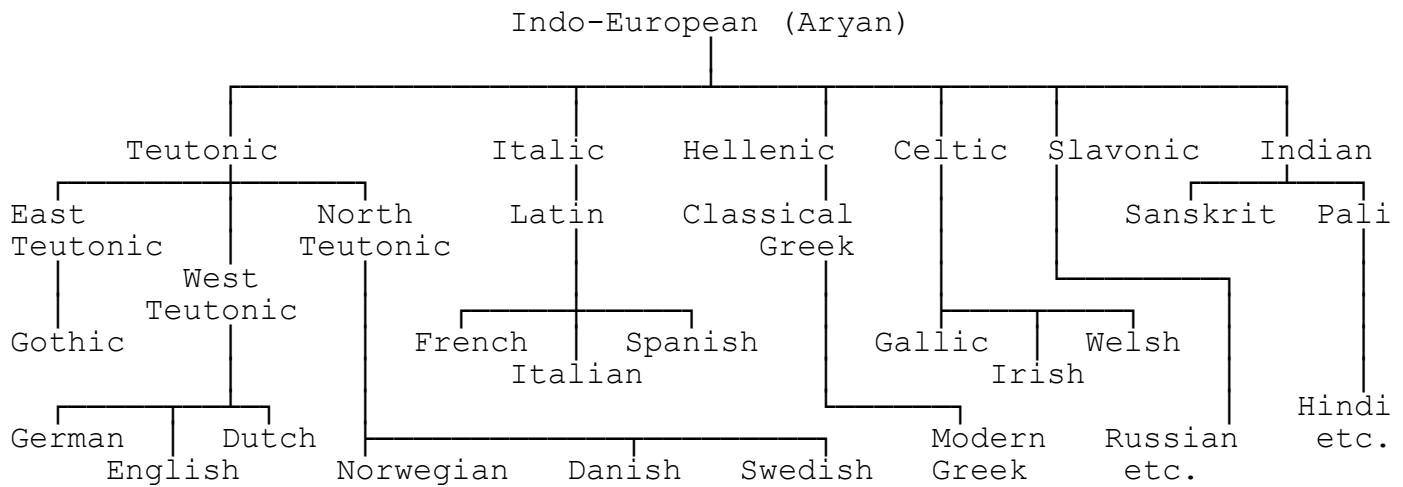 Indo-European (Aryan)
Teutonic Italic Hellenic Celtic Slavonic Indian
East North Latin Classical Sanskrit Pali
Teutonic Teutonic Greek
West
Teutonic
Gothic French Spanish Gallic Welsh
Italian Irish
Hindi
German Dutch Modern Russian etc.
English Norwegian Danish Swedish Greek etc.